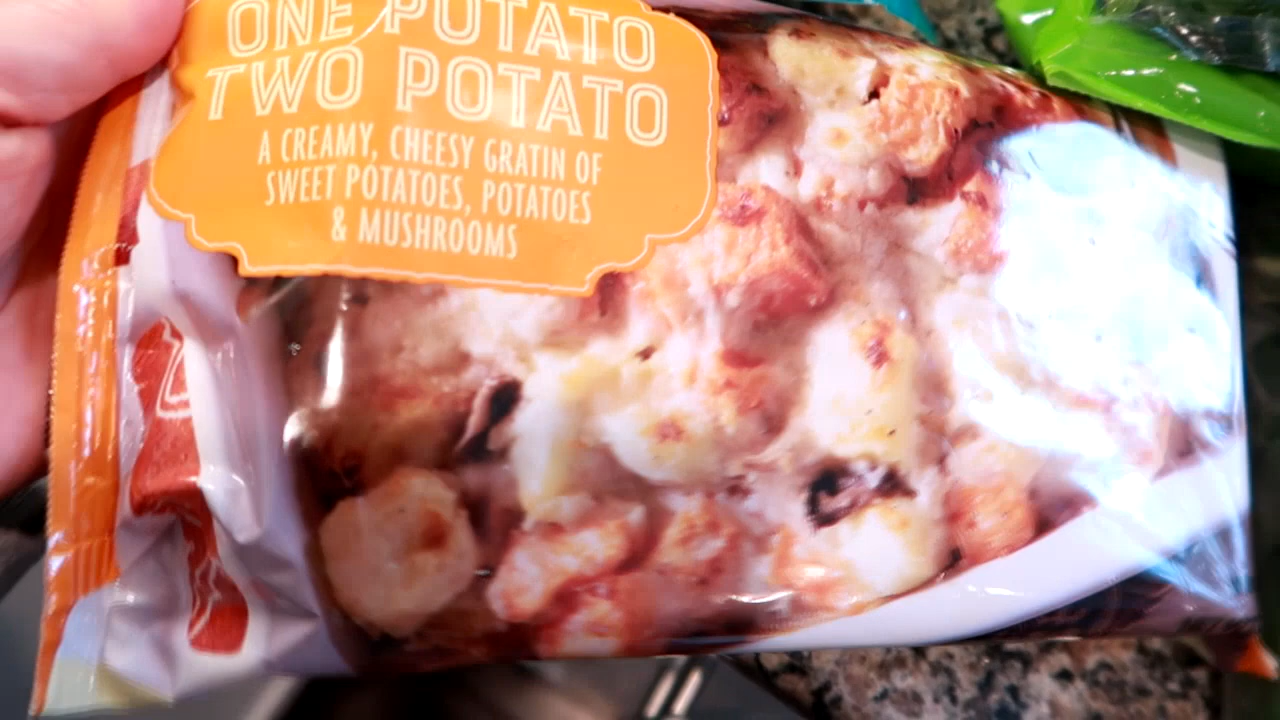 ONE POTATO
TWO POTATO
A CREAMY, CHEESY GRATIN OF
SWEET POTATOES, POTATOES
& MUSHROOMS